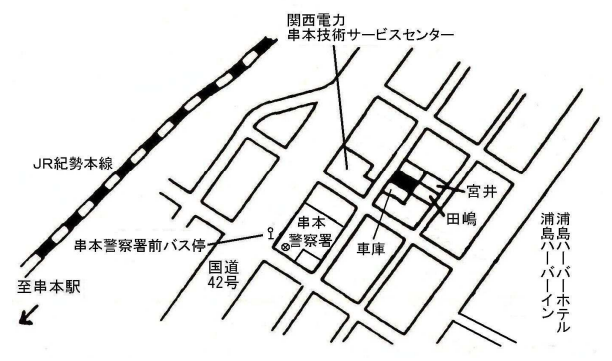 関西電力
串本技術サービスセンター
JR紀勢本線
宮井
田嶋
車庫
串本
警察署
串本警察署前バス停
国道
42号
至串本駅
浦島ハーバーホテル
浦島ハーバーイン